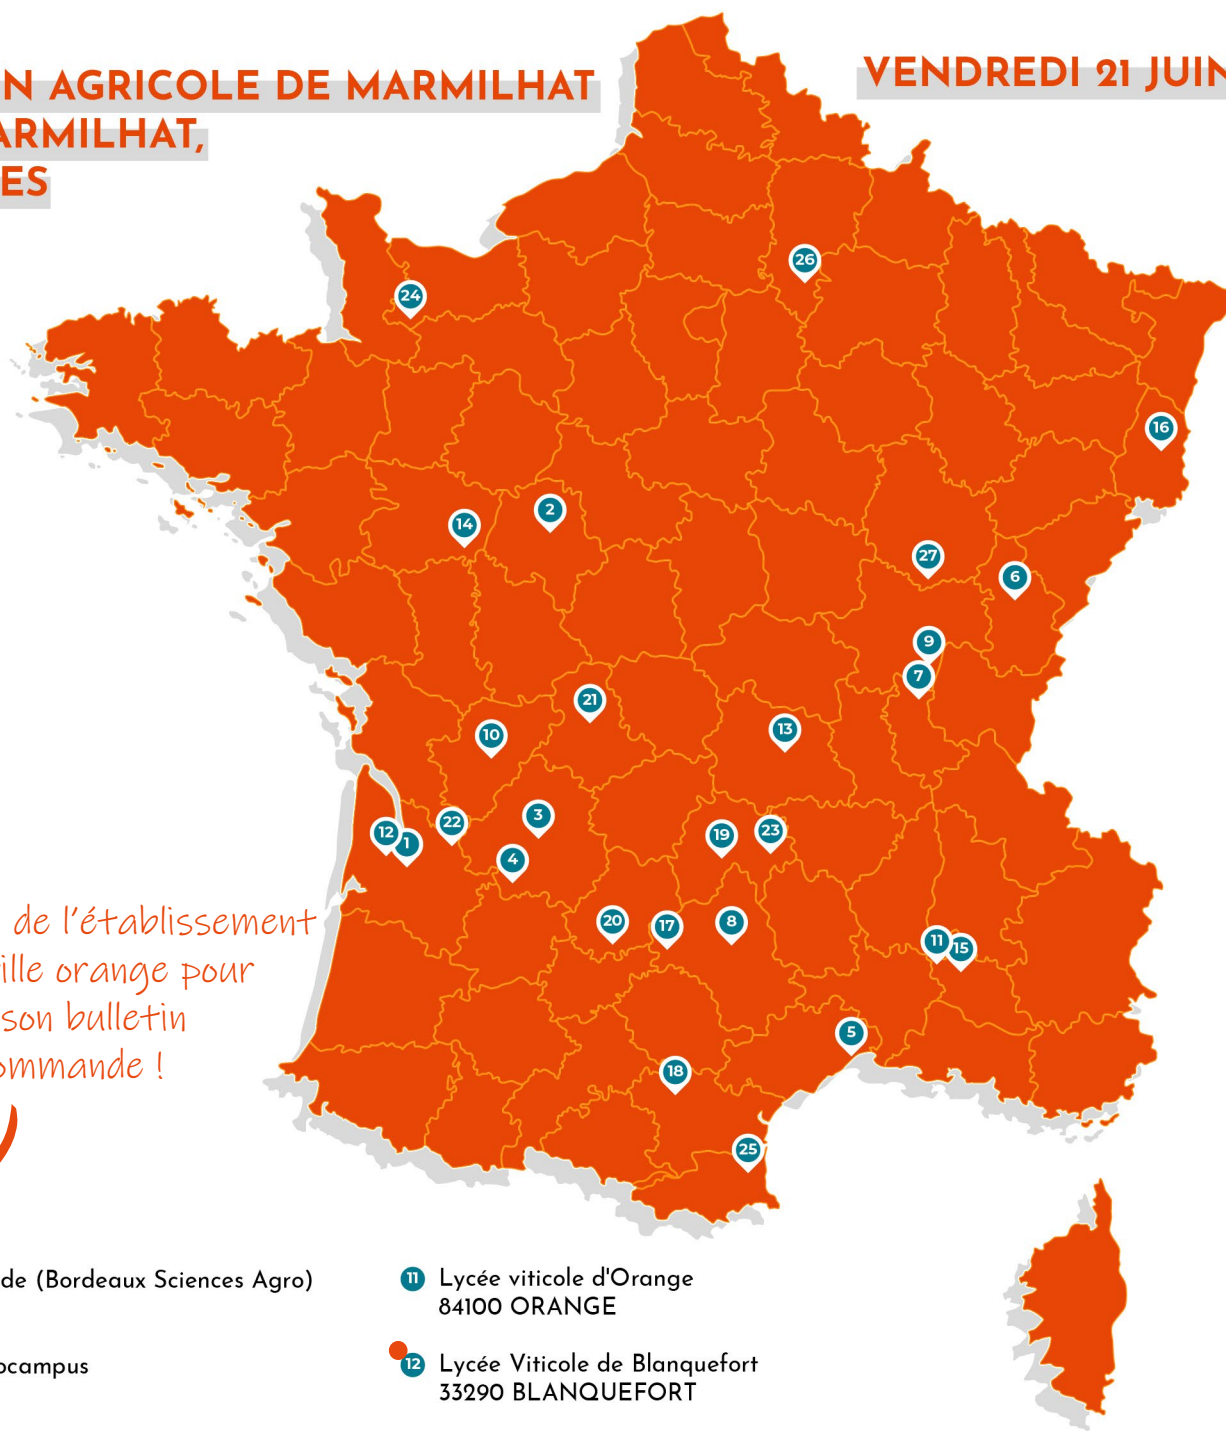 N AGRICOLE DE MARMILHAT
ARMILHAT,
ES
VENDREDI 21 JUIN
26
24
16
2
14
27
6
9
7
21
13
10
3
22
12
1
23
19
4
20
17
8
11
15
5
18
25
de l'établissement
ille orange pour
son bulletin
ommande !
de (Bordeaux Sciences Agro)
ocampus
11 Lycée viticole d'Orange
84100 ORANGE
12 Lycée Viticole de Blanquefort
33290 BLANQUEFORT